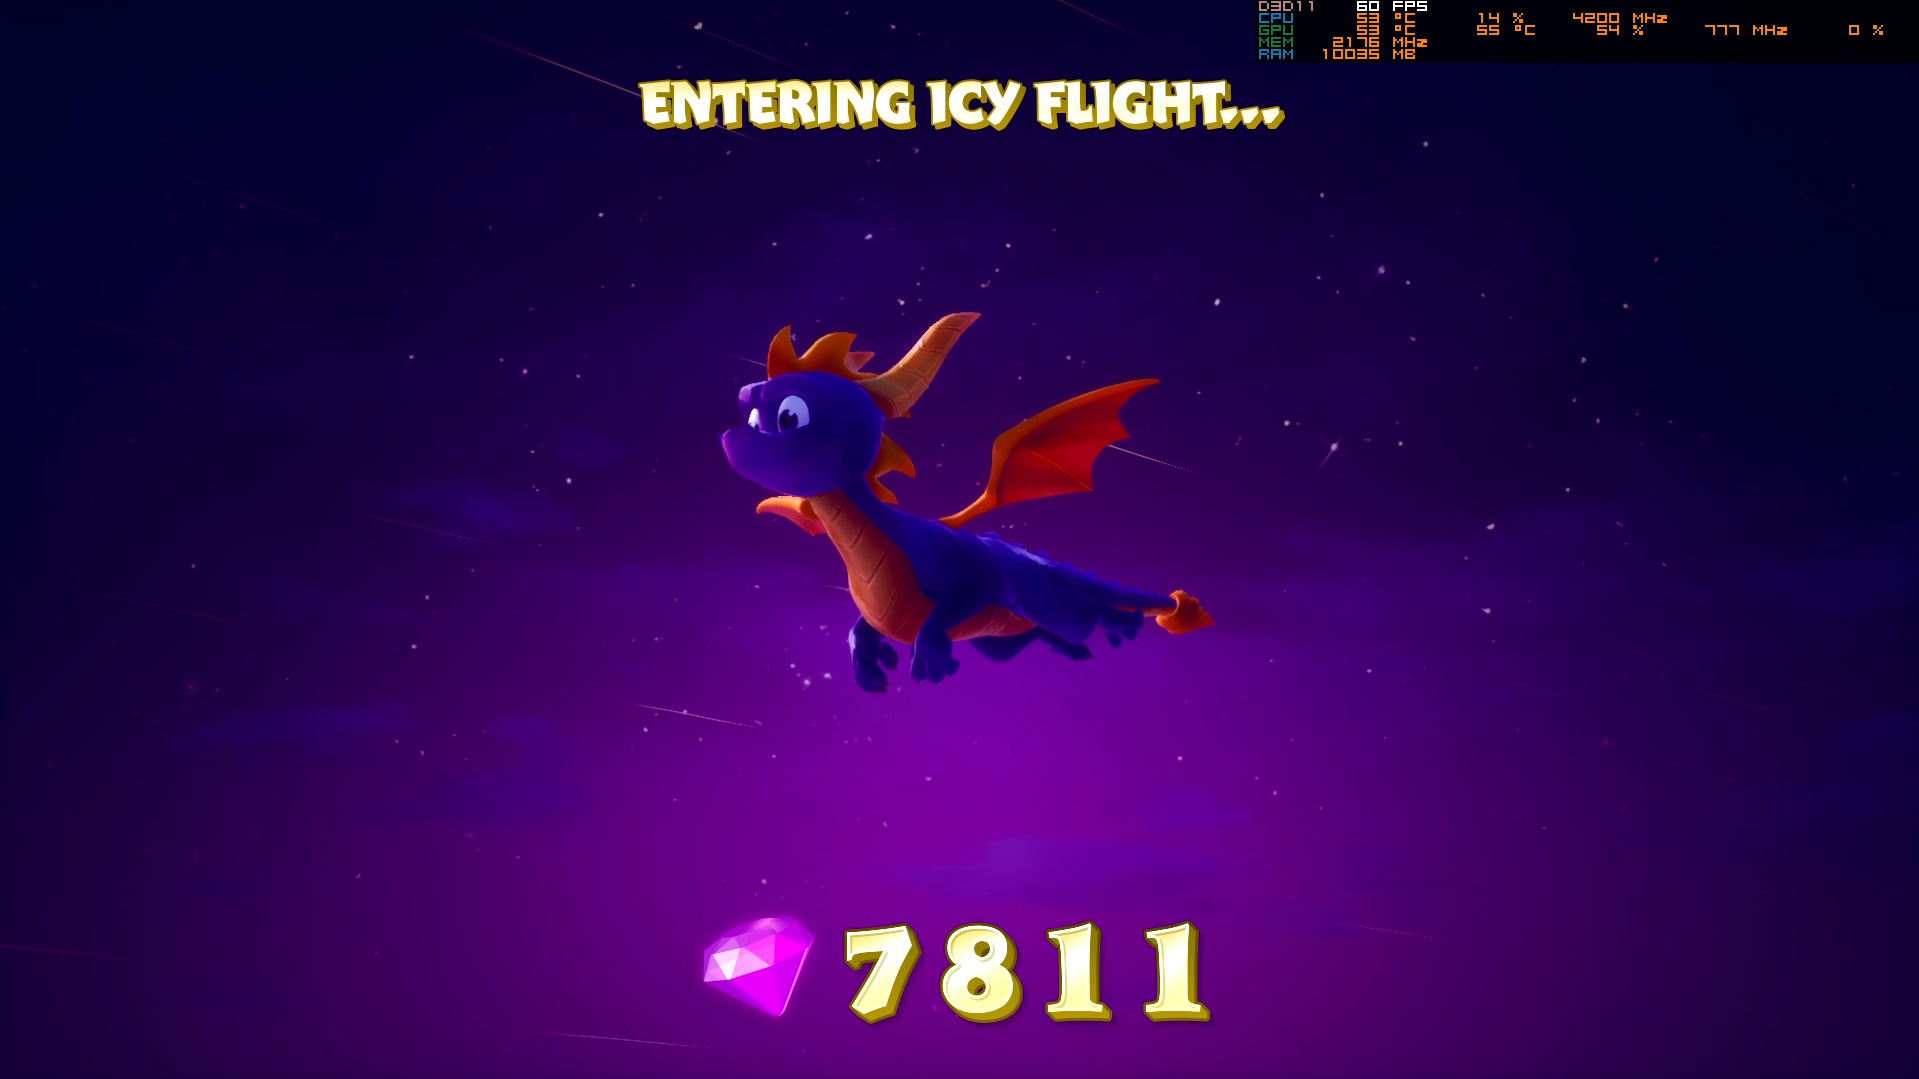 D3D11 60 FPS
CPU 53 °C 14 % 4200 MHz
GPU 53 °C 55 °C 54 % 777 MHz 0 %
MEM 2176 MHz
RAM 10035 MB
ENTERING ICY FLIGHT...
7811